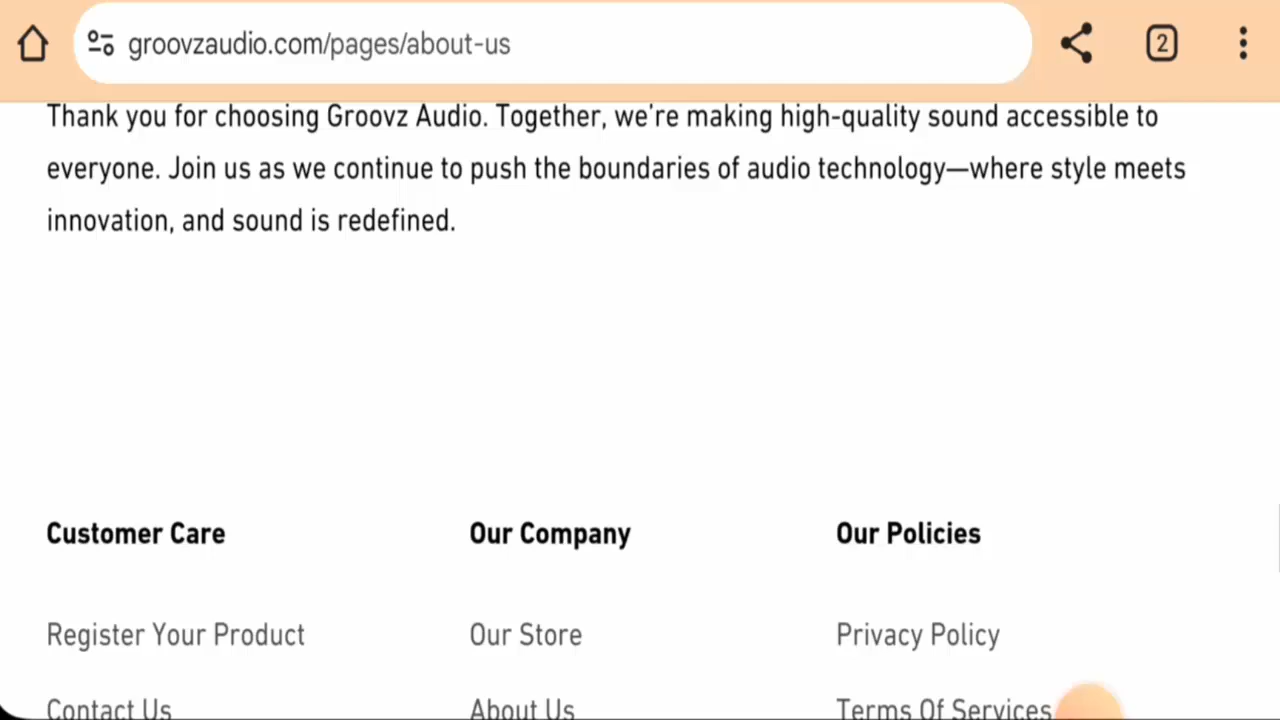 groovzaudio.com/pages/about-us
2
Thank you for choosing Groovz Audio. Together, we're making high-quality sound accessible to
everyone. Join us as we continue to push the boundaries of audio technology—where style meets
innovation, and sound is redefined.
Customer Care
Our Company
Our Policies
Register Your Product
Our Store
Privacy Policy
Contact Us
About Us
Terms Of Services